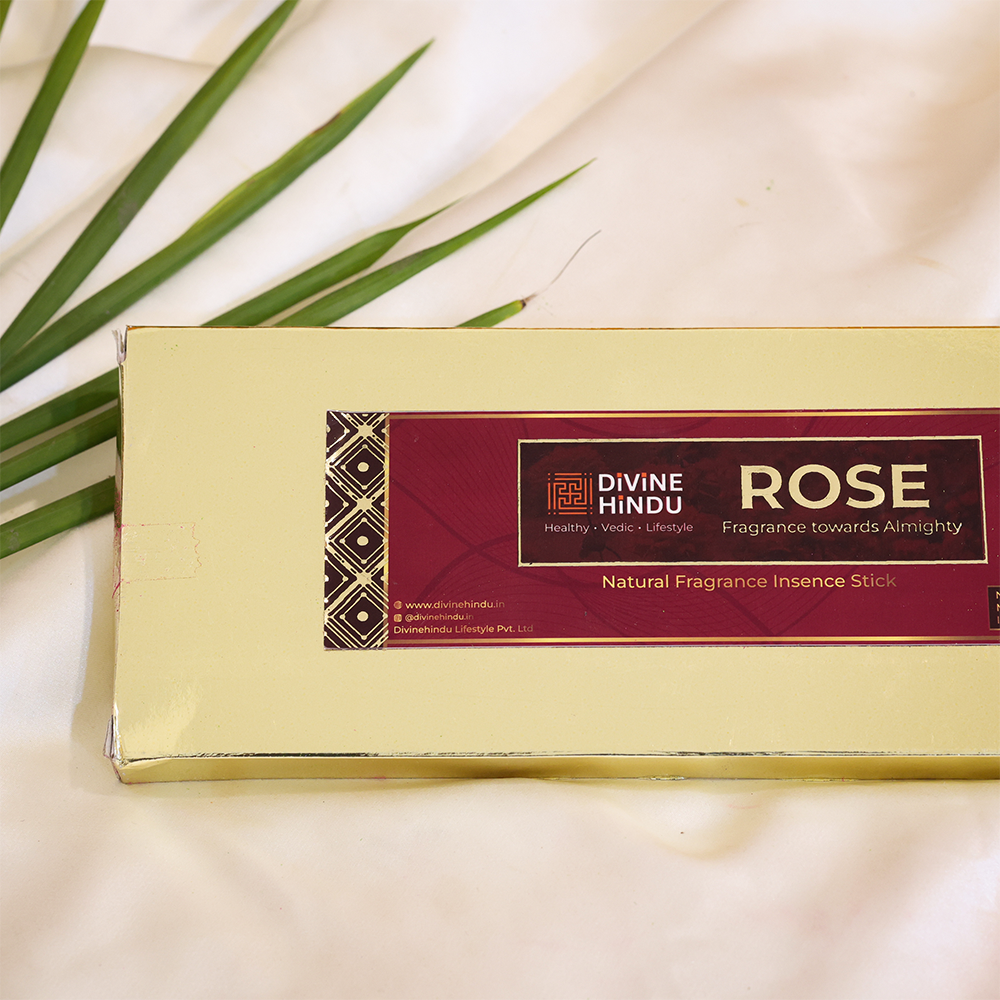 DiViNE
HiNDU
Healthy • Vedic • Lifestyle
ROSE
Fragrance towards Almighty
Natural Fragrance Insence Stick
www.divinehindu.in
@divinehindu.in
Divinehindu Lifestyle Pvt. Ltd